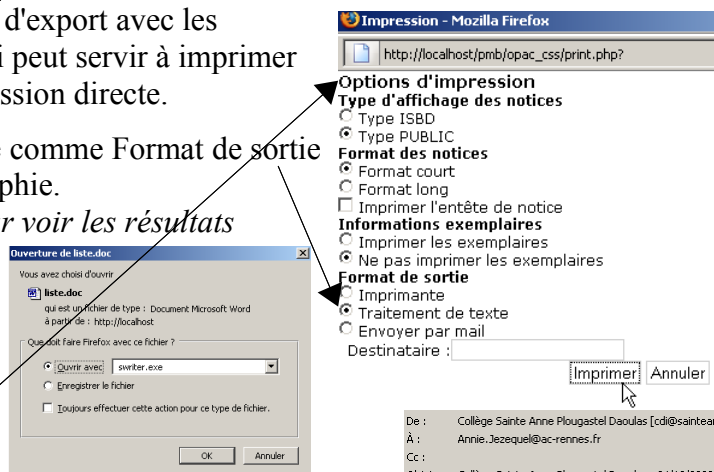 d'export avec les
i peut servir à imprimer
ession directe.
comme Format de sortie
phie.
r voir les résultats
Impression - Mozilla Firefox
http://localhost/pmb/opac_css/print.php?
Options d'impression
Type d'affichage des notices
Type ISBD
Type PUBLIC
Format des notices
Format court
Format long
Imprimer l'entête de notice
Informations exemplaires
Imprimer les exemplaires
Ne pas imprimer les exemplaires
Format de sortie
Imprimante
Traitement de texte
Envoyer par mail
Destinataire :
Imprimer Annuler
Ouverture de liste.doc
Vous avez choisi d'ouvrir
liste.doc
qui est un fichier de type : Document Microsoft Word
à partir de : http://localhost
Que doit faire Firefox avec ce fichier ?
Ouvrir avec swriter.exe
Enregistrer le fichier
Toujours effectuer cette action pour ce type de fichier.
OK Annuler
De : Collège Sainte Anne Plougastel Daoulas [cdi@saintean
À : Annie.Jezequel@ac-rennes.fr
Cc :